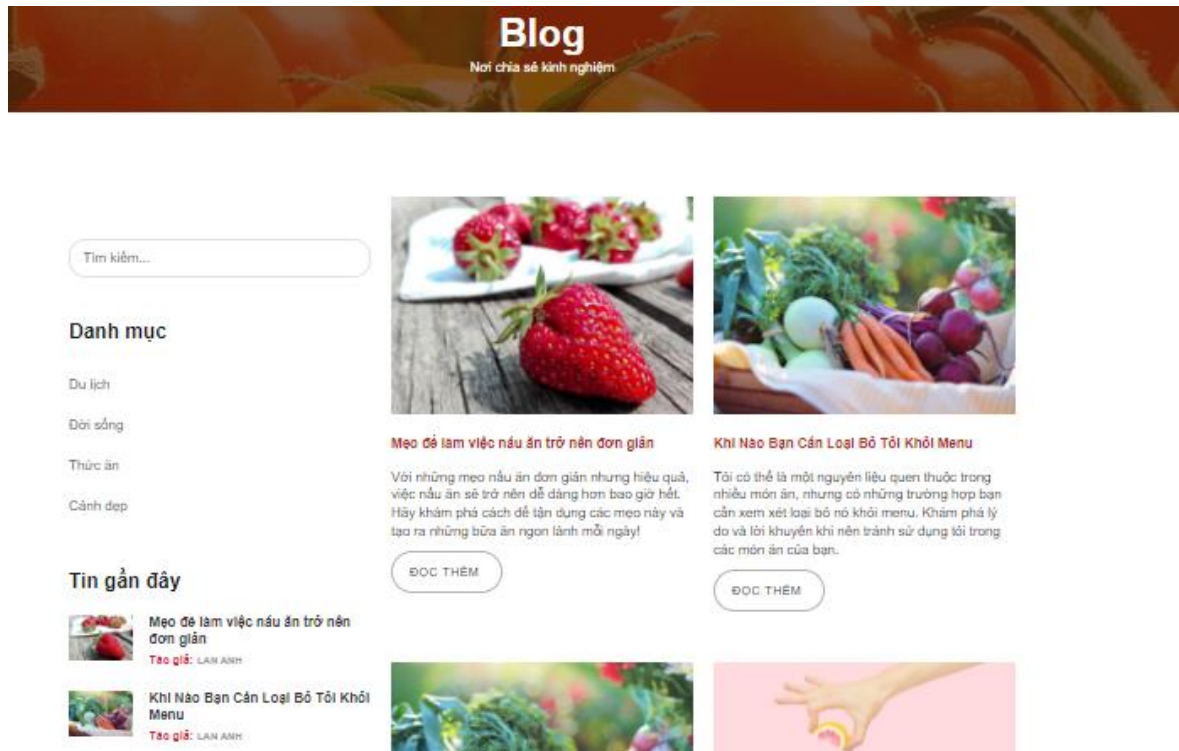 Blog
Nơi chia sẻ kinh nghiệm
Tìm kiếm...
Danh mục
Du lịch
Đời sống
Thức ăn
Cảnh đẹp
Tin gần đây
Mẹo để làm việc nấu ăn trở nên
đơn giản
Tác giả: LAN ANH
Khi Nào Bạn Cần Loại Bỏ Tỏi Khỏi
Menu
Tác giả: LAN ANH
Mẹo để làm việc nấu ăn trở nên đơn giản
Với những mẹo nấu ăn đơn giản nhưng hiệu quả,
việc nấu ăn sẽ trở nên dễ dàng hơn bao giờ hết.
Hãy khám phá cách để tận dụng các mẹo này và
tạo ra những bữa ăn ngon lành mỗi ngày!
ĐỌC THÊM
Khi Nào Bạn Cần Loại Bỏ Tỏi Khỏi Menu
Tỏi có thể là một nguyên liệu quen thuộc trong
nhiều món ăn, nhưng có những trường hợp bạn
cần xem xét loại bỏ nó khỏi menu. Khám phá lý
do và lời khuyên khi nên tránh sử dụng tỏi trong
các món ăn của bạn.
ĐỌC THÊM